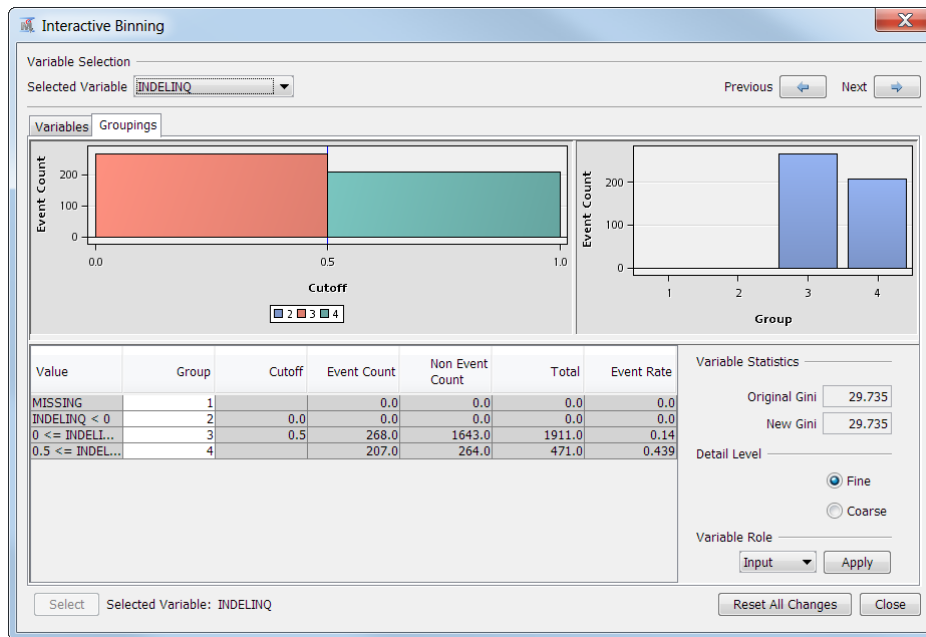 Interactive Binning
Variable Selection
Selected Variable INDELINQ Previous Next
Variables Groupings
Event Count
200
100
0
0.0 0.5 1.0
Cutoff
2 3 4
Event Count
200
100
0
1 2 3 4
Group
Value Group Cutoff Event Count Non Event Count Total Event Rate
MISSING 1 0.0 0.0 0.0 0.0
INDELINQ < 0 2 0.0 0.0 0.0 0.0 0.0
0 <= INDELI... 3 0.5 268.0 1643.0 1911.0 0.14
0.5 <= INDEL... 4 207.0 264.0 471.0 0.439
Variable Statistics
Original Gini 29.735
New Gini 29.735
Detail Level
Fine
Coarse
Variable Role
Input Apply
Select Selected Variable: INDELINQ Reset All Changes Close